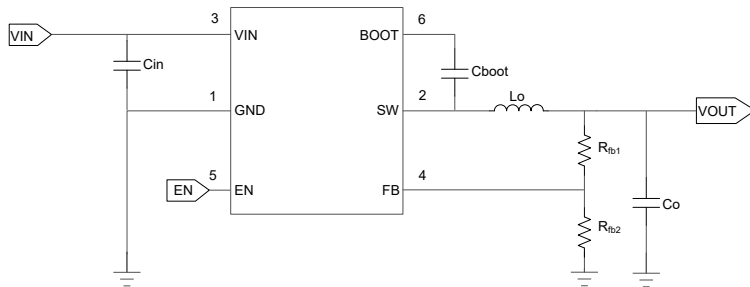 VIN
3
VIN
Cin
1
GND
EN
5
EN
BOOT
6
Cboot
SW
2
Lo
VOUT
FB
4
Rfb1
Rfb2
Co